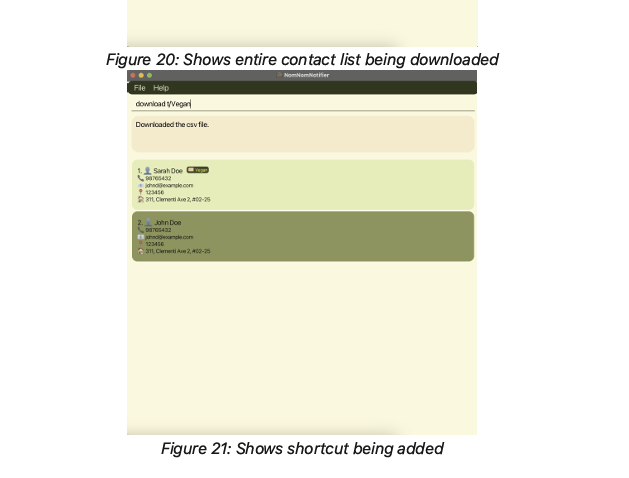 Figure 20: Shows entire contact list being downloaded
NomNomNotifier
File Help
download t/Vegan
Downloaded the csv file.
1. Sarah Doe Vegan
98765432
johnd@example.com
123456
311, Clementi Ave 2, #02-25
2. John Doe
98765432
johnd@example.com
123456
311, Clementi Ave 2, #02-25
Figure 21: Shows shortcut being added